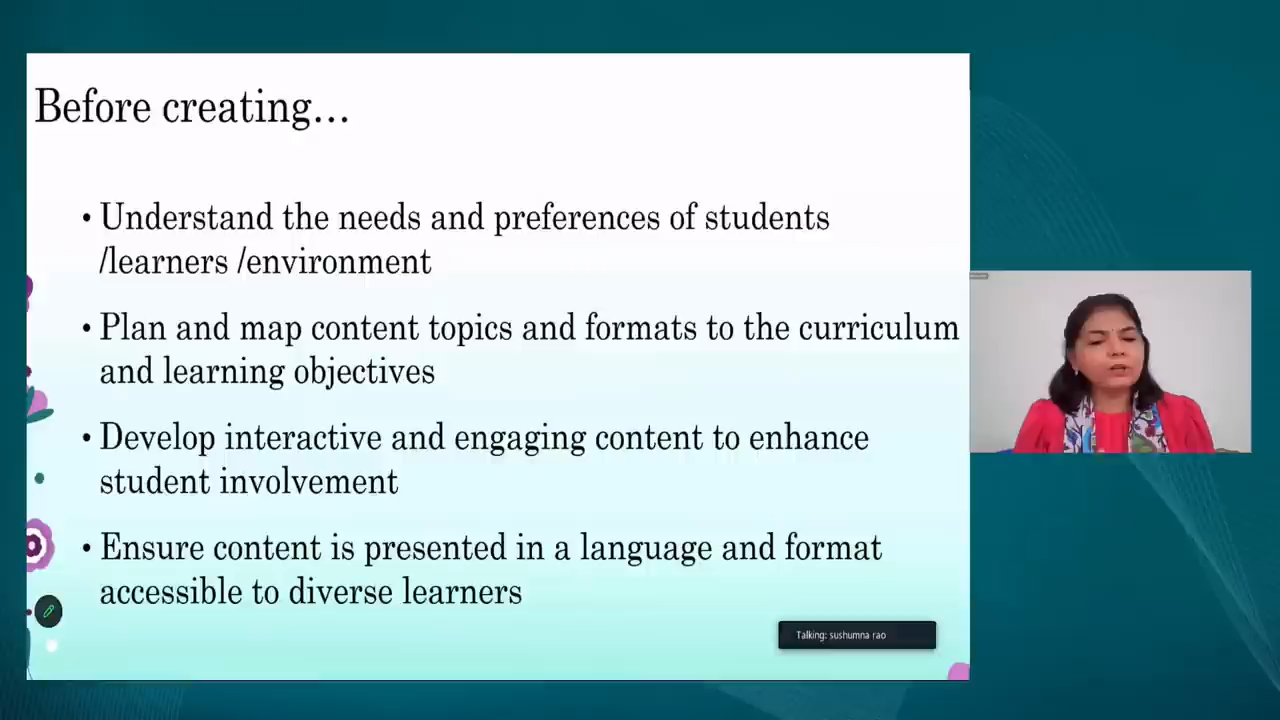 Before creating...
• Understand the needs and preferences of students
/learners /environment
• Plan and map content topics and formats to the curriculum
and learning objectives
• Develop interactive and engaging content to enhance
student involvement
• Ensure content is presented in a language and format
accessible to diverse learners
Talking: sushumna rao